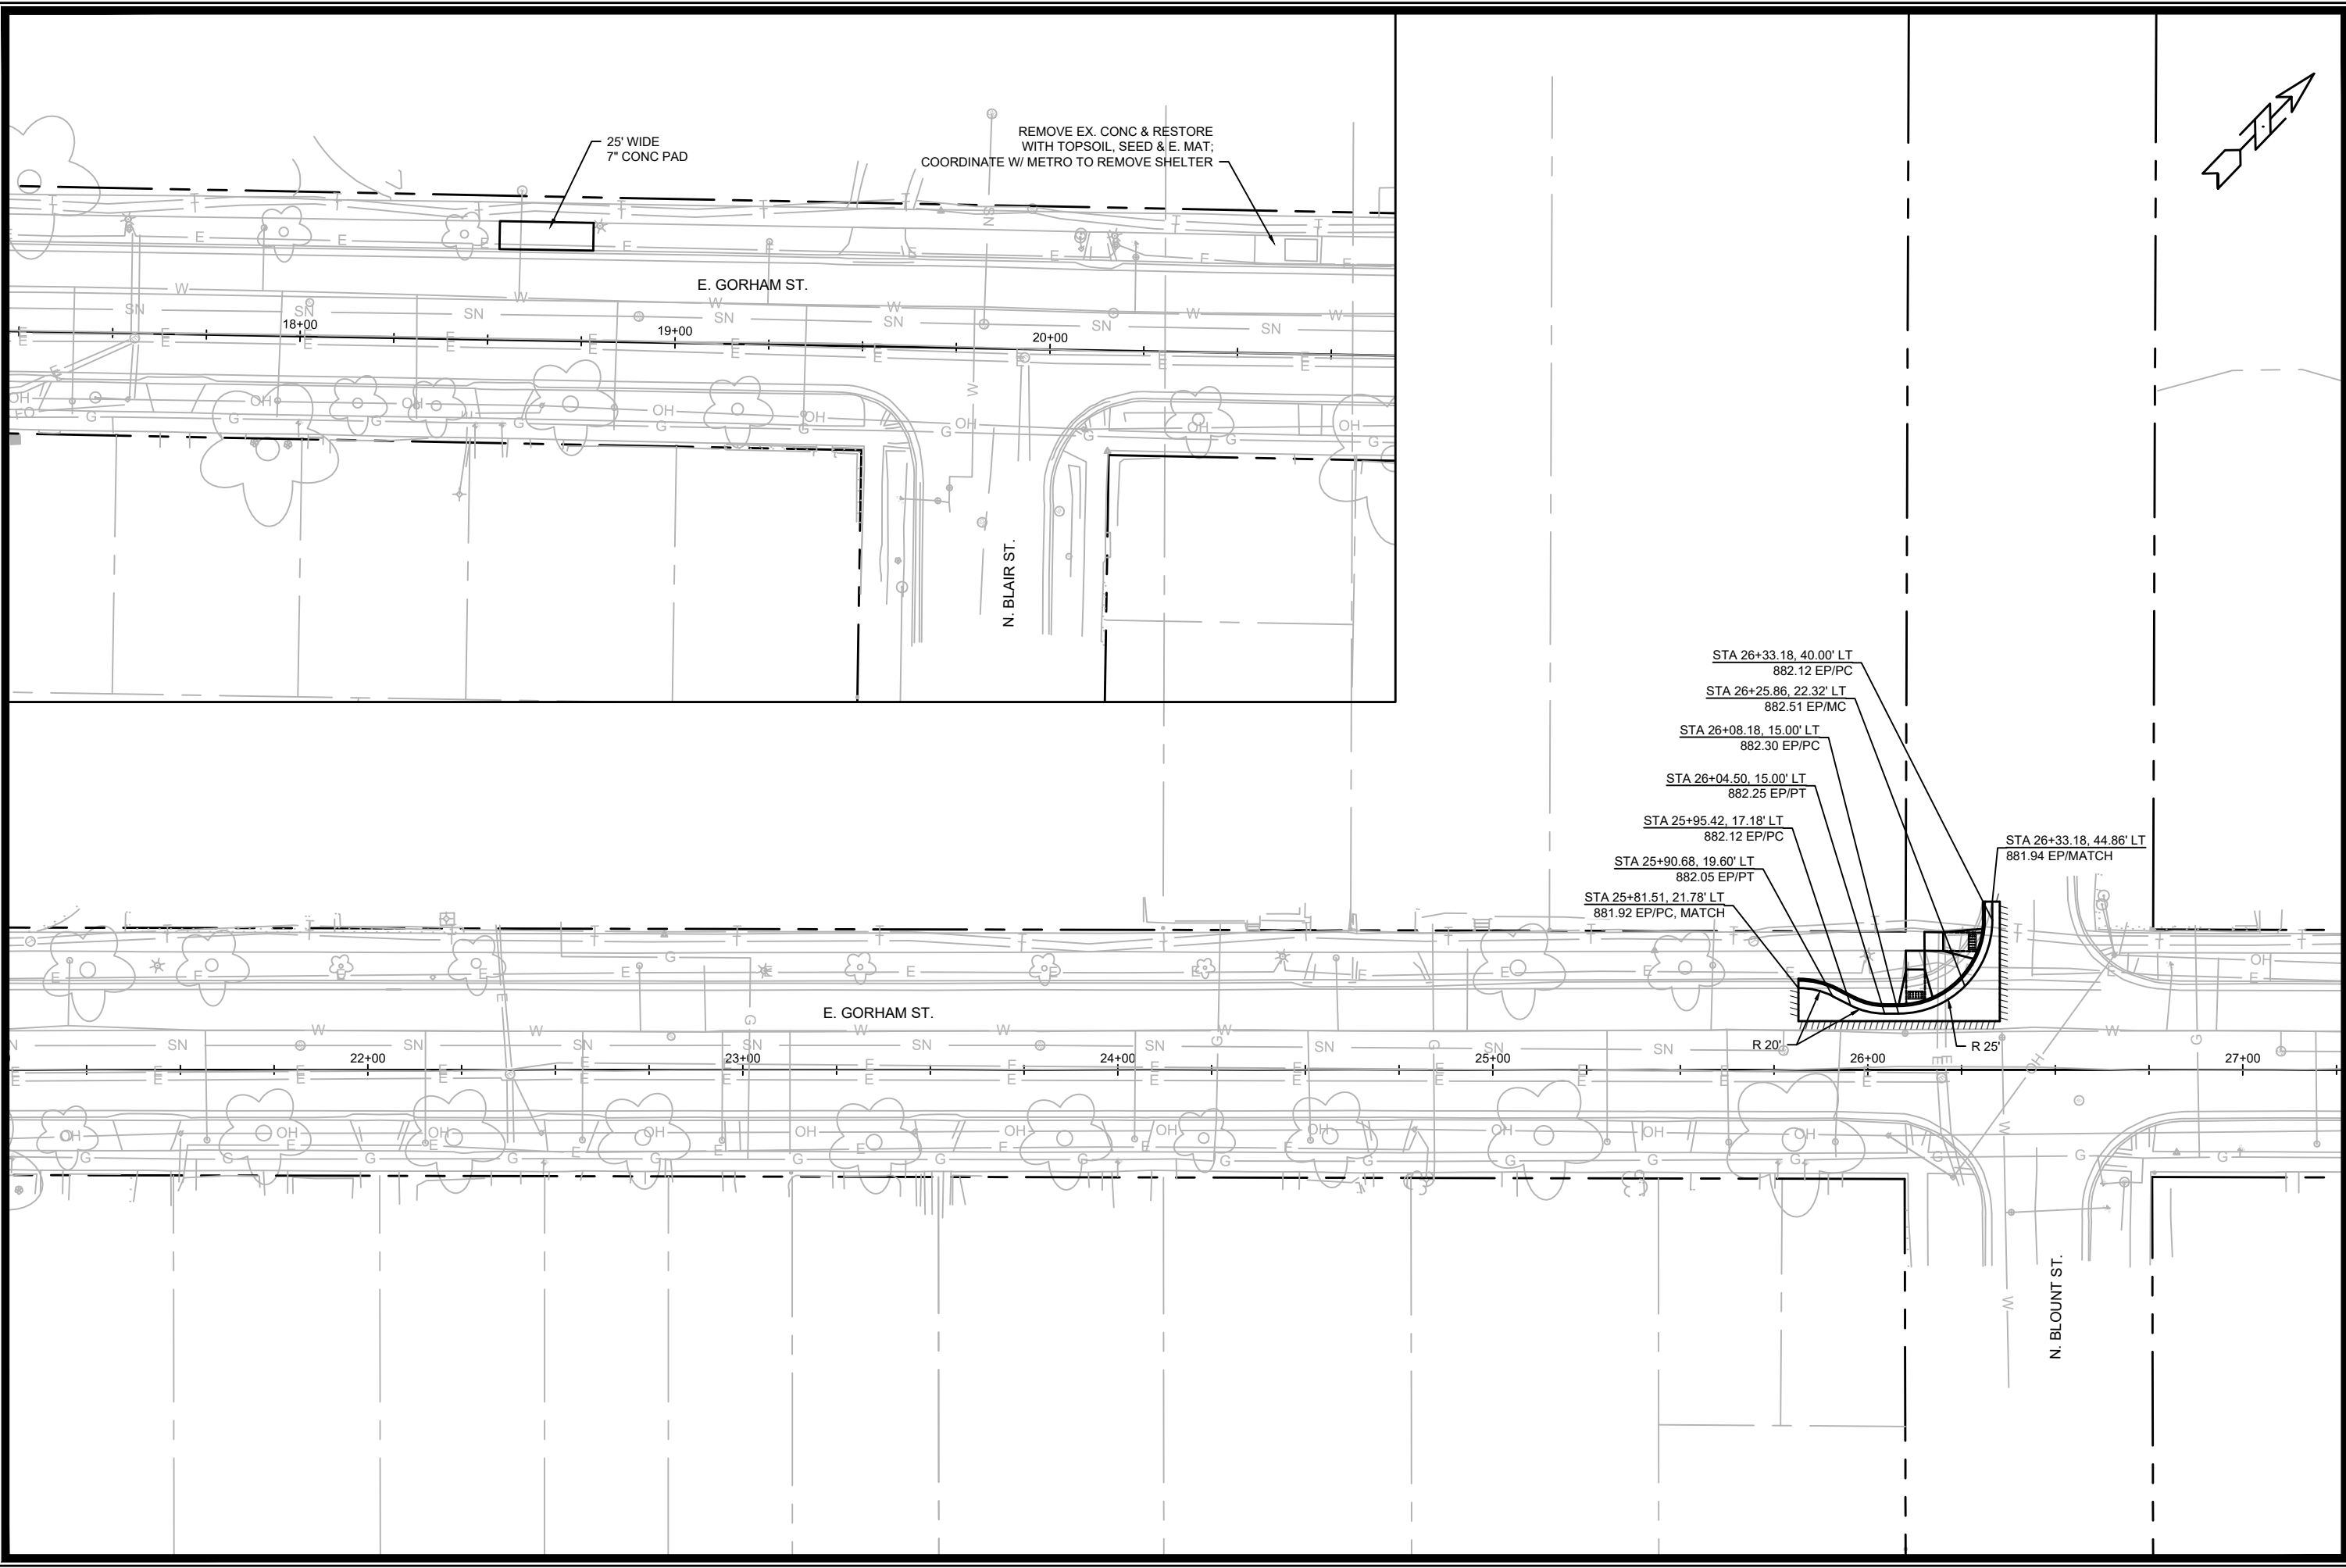 25' WIDE
7" CONC PAD
REMOVE EX. CONC & RESTORE
WITH TOPSOIL, SEED & E. MAT;
COORDINATE W/ METRO TO REMOVE SHELTER
E. GORHAM ST.
18+00
19+00
20+00
N. BLAIR ST.
STA 26+33.18, 40.00' LT
882.12 EP/PC
STA 26+25.86, 22.32' LT
882.51 EP/MC
STA 26+08.18, 15.00' LT
882.30 EP/PC
STA 26+04.50, 15.00' LT
882.25 EP/PT
STA 25+95.42, 17.18' LT
882.12 EP/PC
STA 25+90.68, 19.60' LT
882.05 EP/PT
STA 25+81.51, 21.78' LT
881.92 EP/PC, MATCH
STA 26+33.18, 44.86' LT
881.94 EP/MATCH
E. GORHAM ST.
R 20'
R 25'
22+00
23+00
24+00
25+00
26+00
27+00
N. BLOUNT ST.